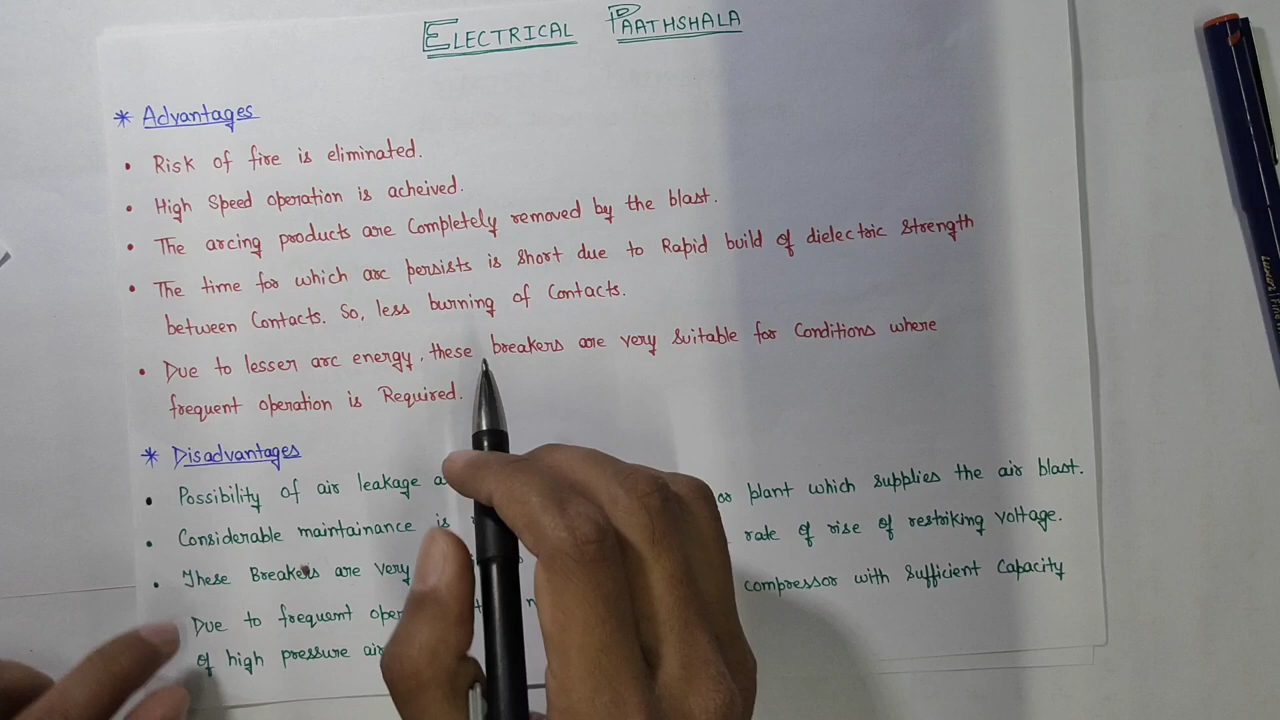 ELECTRICAL PAATHSHALA
* Advantages
• Risk of fire is eliminated.
• High Speed operation is acheived.
• The arcing products are Completely removed by the blast.
• The time for which arc persists is short due to Rapid build of dielectric strength
between Contacts. So, less burning of Contacts.
• Due to lesser arc energy, these breakers are very suitable for Conditions where
frequent operation is Required.
* Disadvantages
• Possibility of air leakage plant which supplies the air blast.
• Considerable maintainance is rate of rise of restriking voltage.
• These Breakers are very compressor with sufficient Capacity
Due to frequent
of high pressure air